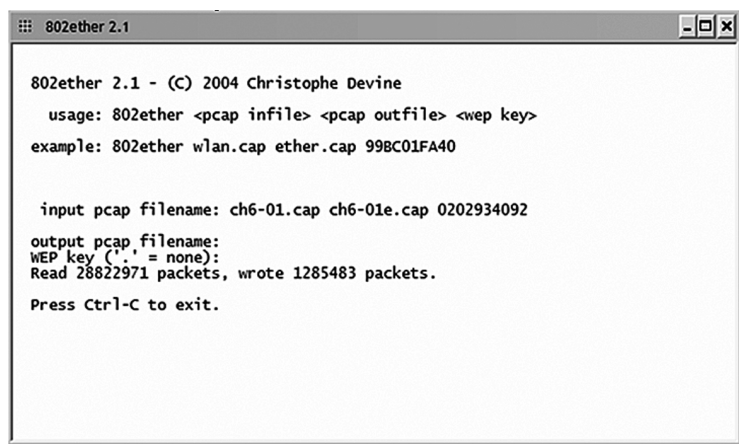 802ether 2.1
802ether 2.1 - (C) 2004 Christophe Devine
usage: 802ether <pcap infile> <pcap outfile> <wep key>
example: 802ether wlan.cap ether.cap 99BC01FA40
input pcap filename: ch6-01.cap ch6-01e.cap 0202934092
output pcap filename:
WEP key ('.' = none):
Read 28822971 packets, wrote 1285483 packets.
Press Ctrl-C to exit.